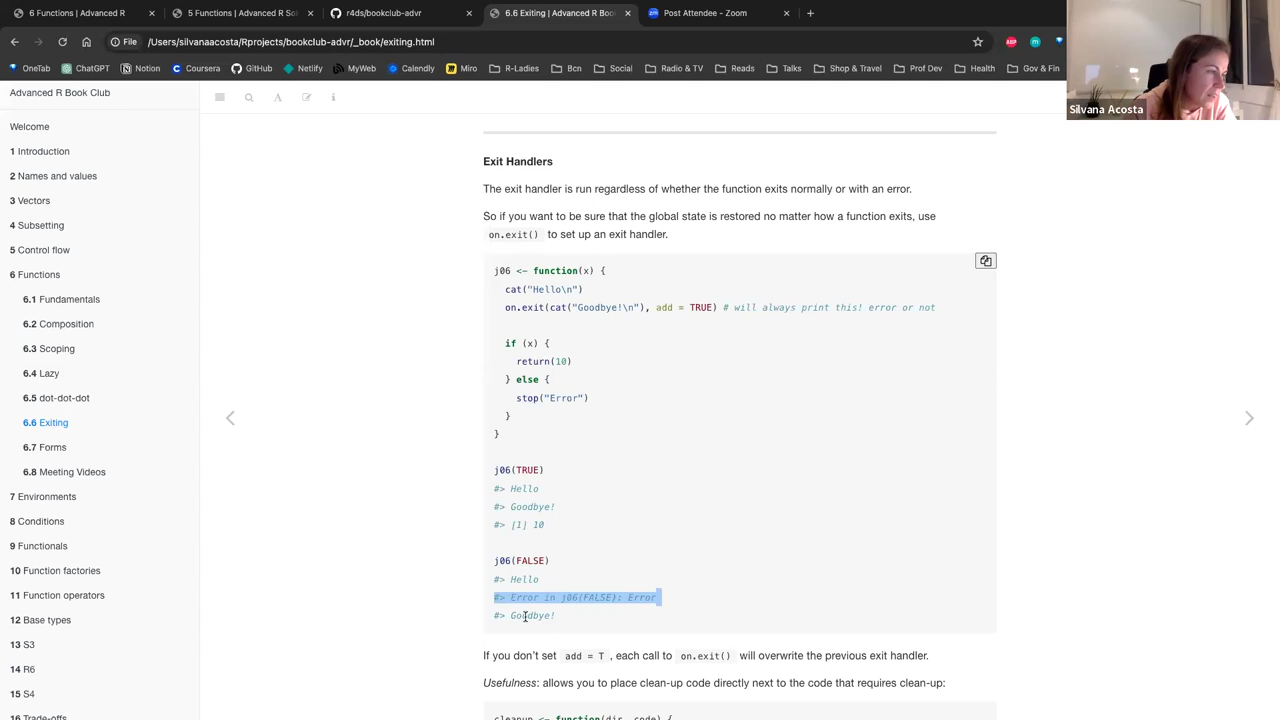 6 Functions | Advanced R
5 Functions | Advanced R Sol
r4ds/bookclub-advr
6.6 Exiting | Advanced R Boo
Post Attendee - Zoom
File
/Users/silvanaacosta/Rprojects/bookclub-advr/_book/exiting.html
OneTab
ChatGPT
Notion
Coursera
GitHub
Netlify
MyWeb
Calendly
Miro
R-Ladies
Bcn
Social
Radio & TV
Reads
Talks
Shop & Travel
Prof Dev
Health
Gov & Fin
Silvana Acosta
Advanced R Book Club
Welcome
1 Introduction
2 Names and values
3 Vectors
4 Subsetting
5 Control flow
6 Functions
6.1 Fundamentals
6.2 Composition
6.3 Scoping
6.4 Lazy
6.5 dot-dot-dot
6.6 Exiting
6.7 Forms
6.8 Meeting Videos
7 Environments
8 Conditions
9 Functionals
10 Function factories
11 Function operators
12 Base types
13 S3
14 R6
15 S4
16 Trade-offs
Exit Handlers
The exit handler is run regardless of whether the function exits normally or with an error.
So if you want to be sure that the global state is restored no matter how a function exits, use
on.exit() to set up an exit handler.
j06 <- function(x) {
cat("Hello\n")
on.exit(cat("Goodbye!\n"), add = TRUE) # will always print this! error or not
if (x) {
return(10)
} else {
stop("Error")
}
}
j06(TRUE)
#> Hello
#> Goodbye!
#> [1] 10
j06(FALSE)
#> Hello
#> Error in j06(FALSE): Error
#> Goodbye!
If you don't set add = T , each call to on.exit() will overwrite the previous exit handler.
Usefulness: allows you to place clean-up code directly next to the code that requires clean-up:
cleanup <- function(dir, code) {